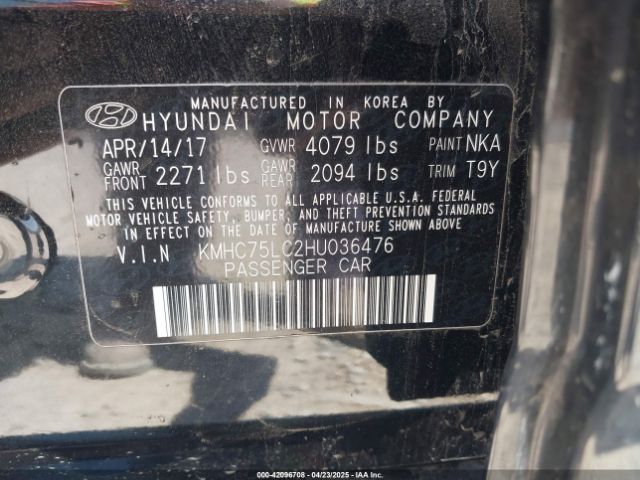 MANUFACTURED IN KOREA BY
HYUNDAI MOTOR COMPANY
APR/14/17 GVWR 4079 lbs PAINT NKA
GAWR FRONT 2271 lbs GAWR REAR 2094 lbs TRIM T9Y
THIS VEHICLE CONFORMS TO ALL APPLICABLE U.S.A. FEDERAL
MOTOR VEHICLE SAFETY, BUMPER, AND THEFT PREVENTION STANDARDS
IN EFFECT ON THE DATE OF MANUFACTURE SHOWN ABOVE
V.I.N KMHC75LC2HU036476
PASSENGER CAR
000-42096708 - 04/23/2025 - IAAI (IAA, Inc.)